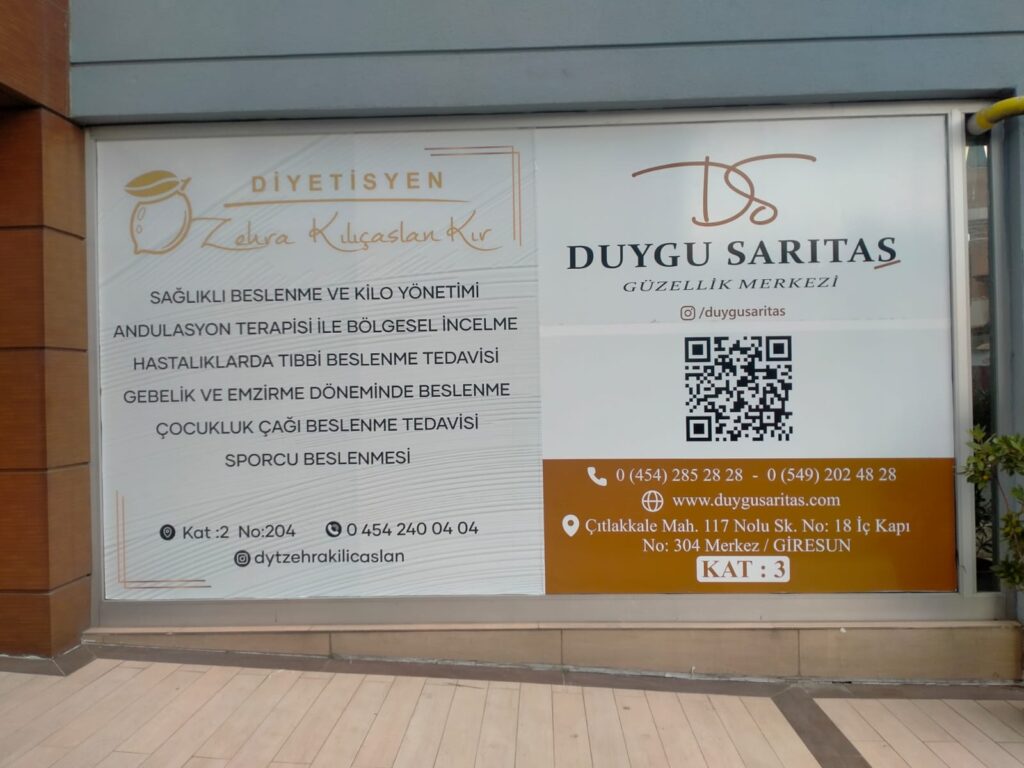 DİYETİSYEN
Zehra Kılıçaslan Kır
SAĞLIKLI BESLENME VE KİLO YÖNETİMİ
ANDULASYON TERAPİSİ İLE BÖLGESEL İNCELME
HASTALIKLARDA TIBBİ BESLENME TEDAVİSİ
GEBELİK VE EMZİRME DÖNEMİNDE BESLENME
ÇOCUKLUK ÇAĞI BESLENME TEDAVİSİ
SPORCU BESLENMESİ
Kat :2 No:204 0 454 240 04 04
dytzehrakilicaslan
DS
DUYGU SARITAŞ
GÜZELLİK MERKEZİ
/duygusaritas
0 (454) 285 28 28 - 0 (549) 202 48 28
www.duygusaritas.com
Çıtlakkale Mah. 117 Nolu Sk. No: 18 İç Kapı
No: 304 Merkez / GİRESUN
KAT : 3